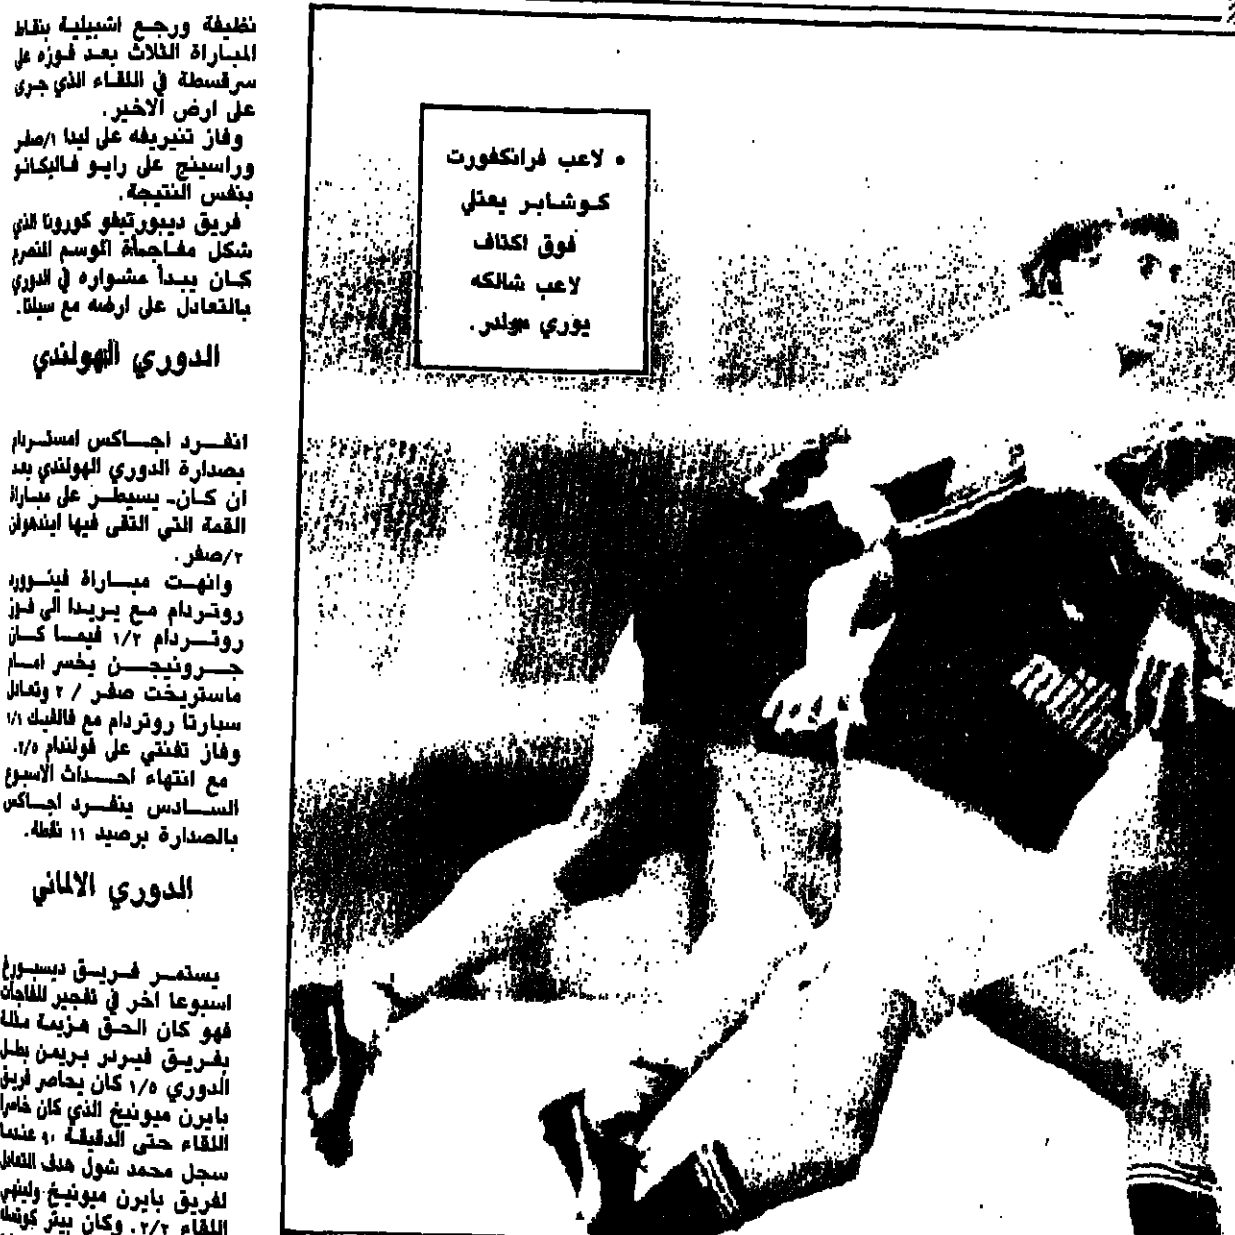 نظيفة ورجع اشبيلية بنقاط
المباراة الثلاث بعد فوزه على
سرقسطة في اللقاء الذي جرى
على ارض الاخير.
وفاز تنيريفه على ليدا ١/صفر
وراسينج على رايو فاليكانو
بنفس النتيجة.
فريق ديبورتيفو كورونا الذي
شكل مفاجأة الموسم المنصرم
كان يبدأ مشواره في الدوري
بالتعادل على ارضه مع سيلتا.
الدوري الهولندي
انفرد اجاكس امستردام
بصدارة الدوري الهولندي بعد
ان كان يسيطر على مباراة
القمة التي التقى فيها ايندهوفن
٢/صفر.
وانهت مباراة فينوورد
روتردام مع بريدا الى فوز
روتردام ١/٢ فيما كان
جرونيجن يخسر امام
ماستريخت صفر / ٢ وتعادل
سبارتا روتردام مع فالفيك ١/١
وفاز تفنتي على فولندام ٢/٥.
مع انتهاء احداث الاسبوع
السادس ينفرد اجاكس
بالصدارة برصيد ١١ نقطة.
الدوري الالماني
يستمر فريق ديسبورغ
اسبوعا اخر في تفجير المفاجآت
فهو كان الحق هزيمة مذلة
بفريق فيردر بريمن بطل
الدوري ١/٥ كان يحاصر فريق
بايرن ميونيخ الذي كان خاسرا
اللقاء حتى الدقيقة عندما
سجل محمد شول هدف التعادل
لفريق بايرن ميونيخ ولينهي
اللقاء ٢/٢. وكان بيتر
• لاعب فرانكفورت
كوشابر يعتلي
فوق اكتاف
لاعب شالكه
يوري مولدر.